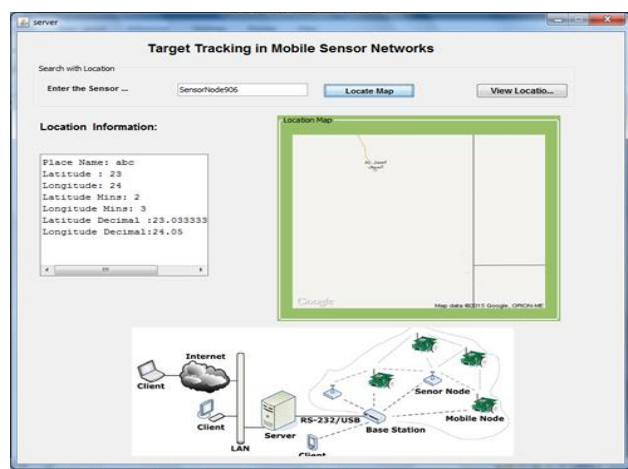 server
Target Tracking in Mobile Sensor Networks
Search with Location
Enter the Sensor ...
SensorNode906
Locate Map
View Locatio...
Location Information:
Location Map
Place Name: abc
Latitude : 23
Longitude: 24
Latitude Mins: 2
Longitude Mins: 3
Latitude Decimal :23.033333
Longitude Decimal:24.05
Google
Map data ©2015 Google, ORION-ME
Internet
Client
Client
LAN
Server
RS-232/USB
Client
Base Station
Senor Node
Mobile Node